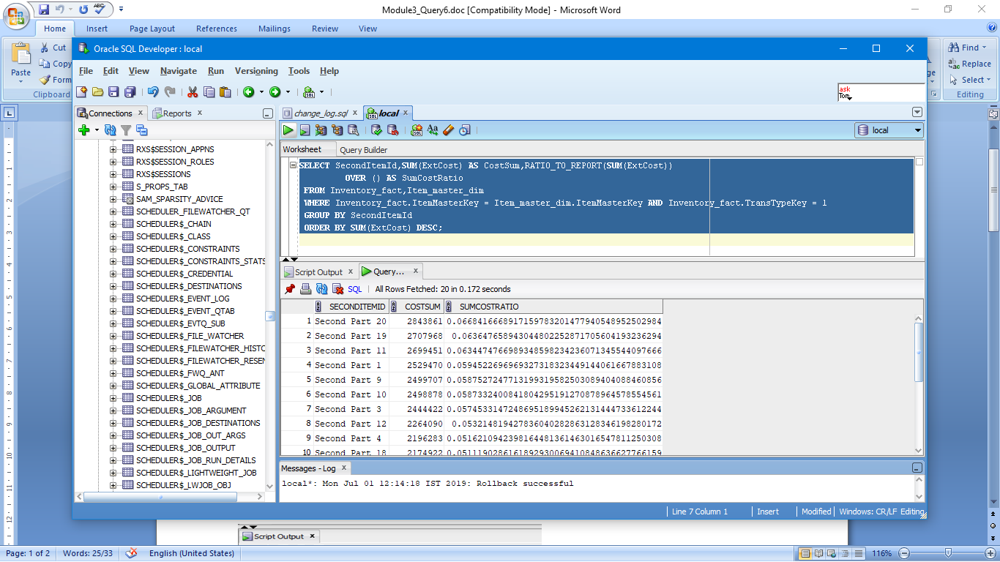 Module3_Query6.doc [Compatibility Mode] - Microsoft Word
Home Insert Page Layout References Mailings Review View
Paste
Cut
Copy
Form
Clipboard
Find
Replace
Select
Editing
Oracle SQL Developer : local
File Edit View Navigate Run Versioning Tools Help
ask
Tom
Connections x Reports x
change_log.sql x local x
local
Worksheet Query Builder
SELECT SecondItemId,SUM(ExtCost) AS CostSum,RATIO_TO_REPORT(SUM(ExtCost))
OVER () AS SumCostRatio
FROM Inventory_fact,Item_master_dim
WHERE Inventory_fact.ItemMasterKey = Item_master_dim.ItemMasterKey AND Inventory_fact.TransTypeKey = 1
GROUP BY SecondItemId
ORDER BY SUM(ExtCost) DESC;
RXS$SESSION_APPNS
RXS$SESSION_ROLES
RXS$SESSIONS
S_PROPS_TAB
SAM_SPARSITY_ADVICE
SCHEDULER_FILEWATCHER_QT
SCHEDULER$_CHAIN
SCHEDULER$_CLASS
SCHEDULER$_CONSTRAINTS
SCHEDULER$_CONSTRAINTS_STATS
SCHEDULER$_CREDENTIAL
SCHEDULER$_DESTINATIONS
SCHEDULER$_EVENT_LOG
SCHEDULER$_EVENT_QTAB
SCHEDULER$_EVTQ_SUB
SCHEDULER$_FILE_WATCHER
SCHEDULER$_FILEWATCHER_HISTO
SCHEDULER$_FILEWATCHER_RESEN
SCHEDULER$_FWQ_ANT
SCHEDULER$_GLOBAL_ATTRIBUTE
SCHEDULER$_JOB
SCHEDULER$_JOB_ARGUMENT
SCHEDULER$_JOB_DESTINATIONS
SCHEDULER$_JOB_OUT_ARGS
SCHEDULER$_JOB_OUTPUT
SCHEDULER$_JOB_RUN_DETAILS
SCHEDULER$_LIGHTWEIGHT_JOB
SCHEDULER$_LWJOB_OBJ
Script Output x Query... x
SQL | All Rows Fetched: 20 in 0.172 seconds
SECONDITEMID COSTSUM SUMCOSTRATIO
1 Second Part 20 2843861 0.0668416668917159783201477940548952502984
2 Second Part 19 2707968 0.063647658943044802252871705604193236294
3 Second Part 11 2699451 0.0634474766989348598234236071345544097666
4 Second Part 1 2529470 0.0594522696969327318323449144061667883108
5 Second Part 9 2499707 0.0587527247713199319582503089404088460856
6 Second Part 10 2498878 0.0587332400841804295191270878964578554561
7 Second Part 3 2444422 0.0574533147248695189945262131444733612244
8 Second Part 12 2264090 0.053214819427836040282863128346198280172
9 Second Part 4 2196283 0.0516210942398164481361463016547811250308
10 Second Part 18 2174922 0.0511190286161892930069410848636627766159
Messages - Log x
local*: Mon Jul 01 12:14:18 IST 2019: Rollback successful
Line 7 Column 1 | Insert | Modified | Windows: CR/LF Editing
Script Output x
Page: 1 of 2 Words: 25/33 English (United States) 116%